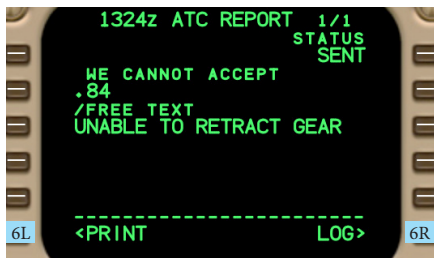 1324z ATC REPORT 1/1
STATUS
SENT
WE CANNOT ACCEPT
.84
/FREE TEXT
UNABLE TO RETRACT GEAR
------------------------
6L <PRINT LOG> 6R